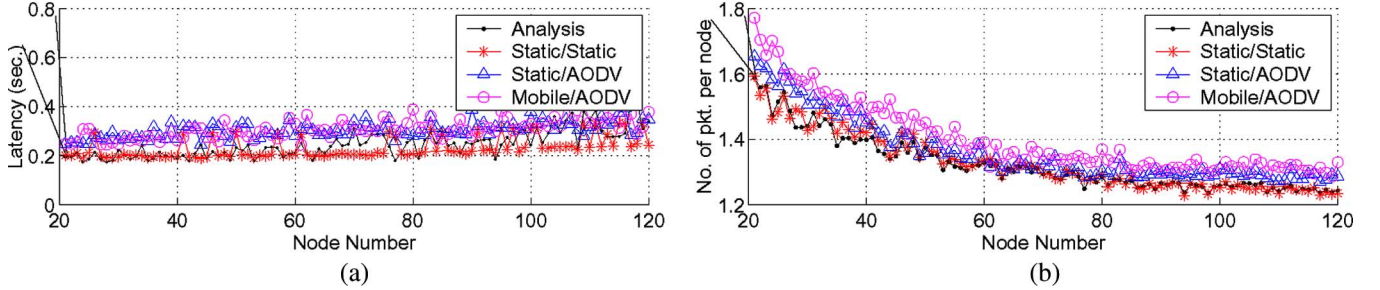 0.8
0.6
0.4
0.2
0
Latency (sec.)
Analysis
Static/Static
Static/AODV
Mobile/AODV
20 40 60 80 100 120
Node Number
(a)
1.8
1.6
1.4
1.2
No. of pkt. per node
Analysis
Static/Static
Static/AODV
Mobile/AODV
20 40 60 80 100 120
Node Number
(b)